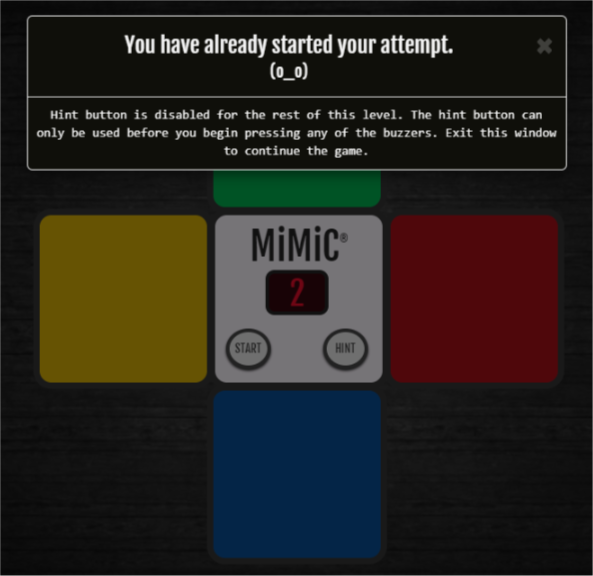 You have already started your attempt.
(o_o)
✖
Hint button is disabled for the rest of this level. The hint button can
only be used before you begin pressing any of the buzzers. Exit this window
to continue the game.
MiMiC®
2
START
HINT